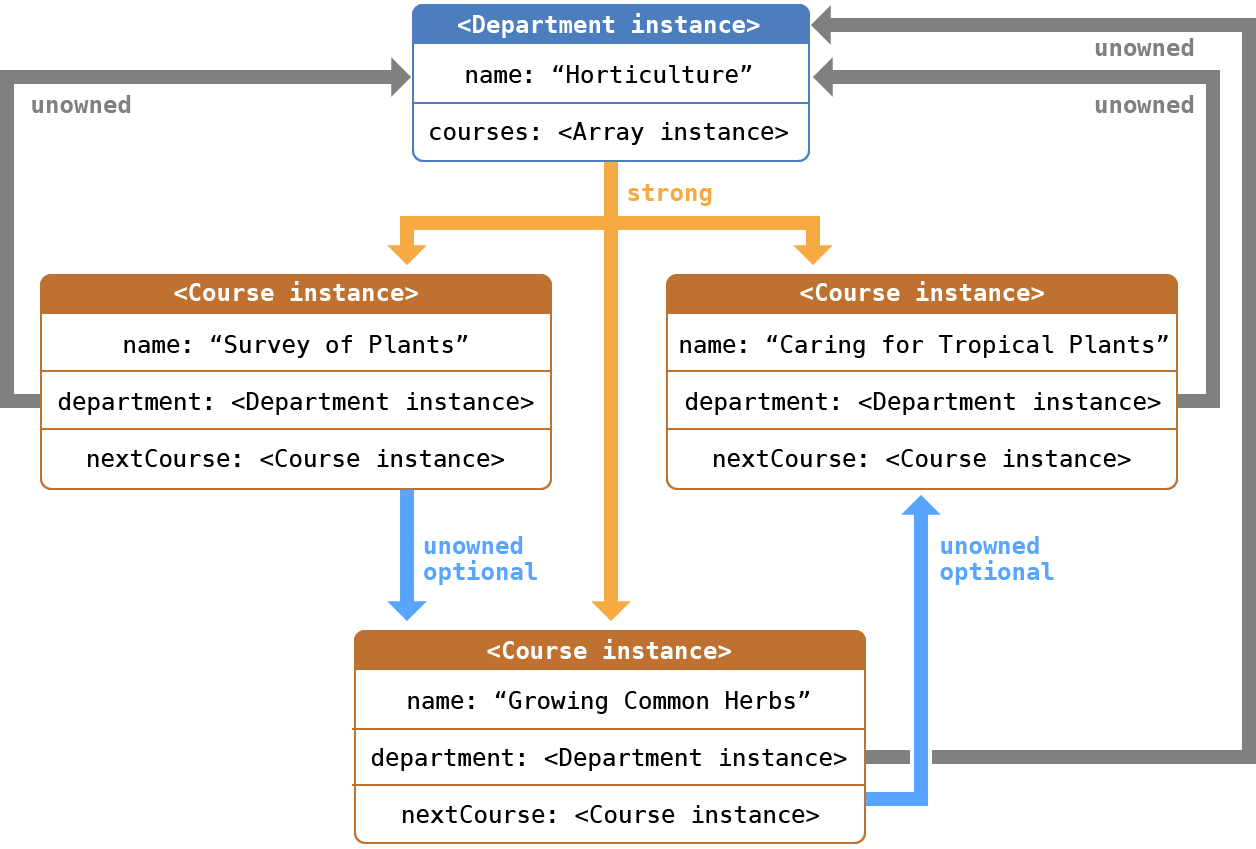 <Department instance>
unowned
name: “Horticulture”
unowned
unowned
courses: <Array instance>
strong
<Course instance>
name: “Survey of Plants”
department: <Department instance>
nextCourse: <Course instance>
<Course instance>
name: “Caring for Tropical Plants”
department: <Department instance>
nextCourse: <Course instance>
unowned
optional
unowned
optional
<Course instance>
name: “Growing Common Herbs”
department: <Department instance>
nextCourse: <Course instance>